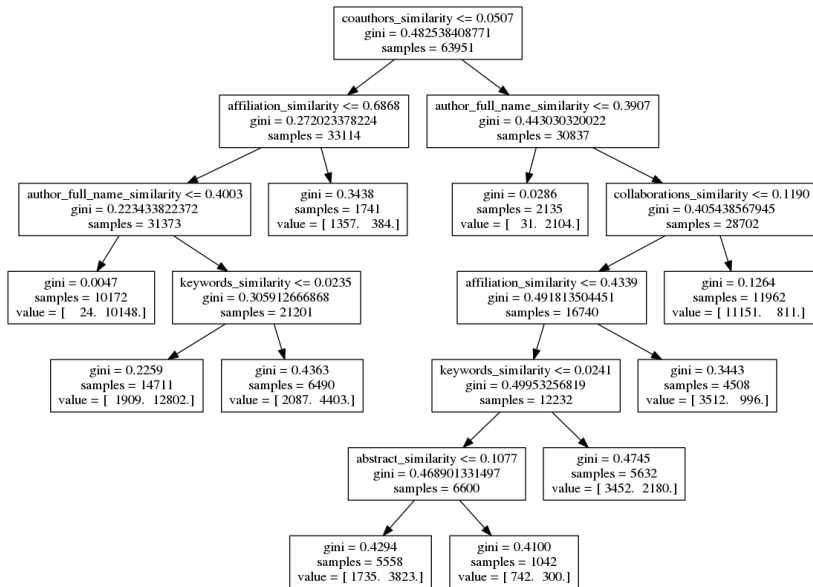 coauthors_similarity <= 0.0507
gini = 0.482538408771
samples = 63951
affiliation_similarity <= 0.6868
gini = 0.272023378224
samples = 33114
author_full_name_similarity <= 0.3907
gini = 0.443030320022
samples = 30837
author_full_name_similarity <= 0.4003
gini = 0.223433822372
samples = 31373
gini = 0.3438
samples = 1741
value = [ 1357. 384.]
gini = 0.0286
samples = 2135
value = [ 31. 2104.]
collaborations_similarity <= 0.1190
gini = 0.405438567945
samples = 28702
gini = 0.0047
samples = 10172
value = [ 24. 10148.]
keywords_similarity <= 0.0235
gini = 0.305912666868
samples = 21201
affiliation_similarity <= 0.4339
gini = 0.491813504451
samples = 16740
gini = 0.1264
samples = 11962
value = [ 11151. 811.]
gini = 0.2259
samples = 14711
value = [ 1909. 12802.]
gini = 0.4363
samples = 6490
value = [ 2087. 4403.]
keywords_similarity <= 0.0241
gini = 0.49953256819
samples = 12232
gini = 0.3443
samples = 4508
value = [ 3512. 996.]
abstract_similarity <= 0.1077
gini = 0.468901331497
samples = 6600
gini = 0.4745
samples = 5632
value = [ 3452. 2180.]
gini = 0.4294
samples = 5558
value = [ 1735. 3823.]
gini = 0.4100
samples = 1042
value = [ 742. 300.]